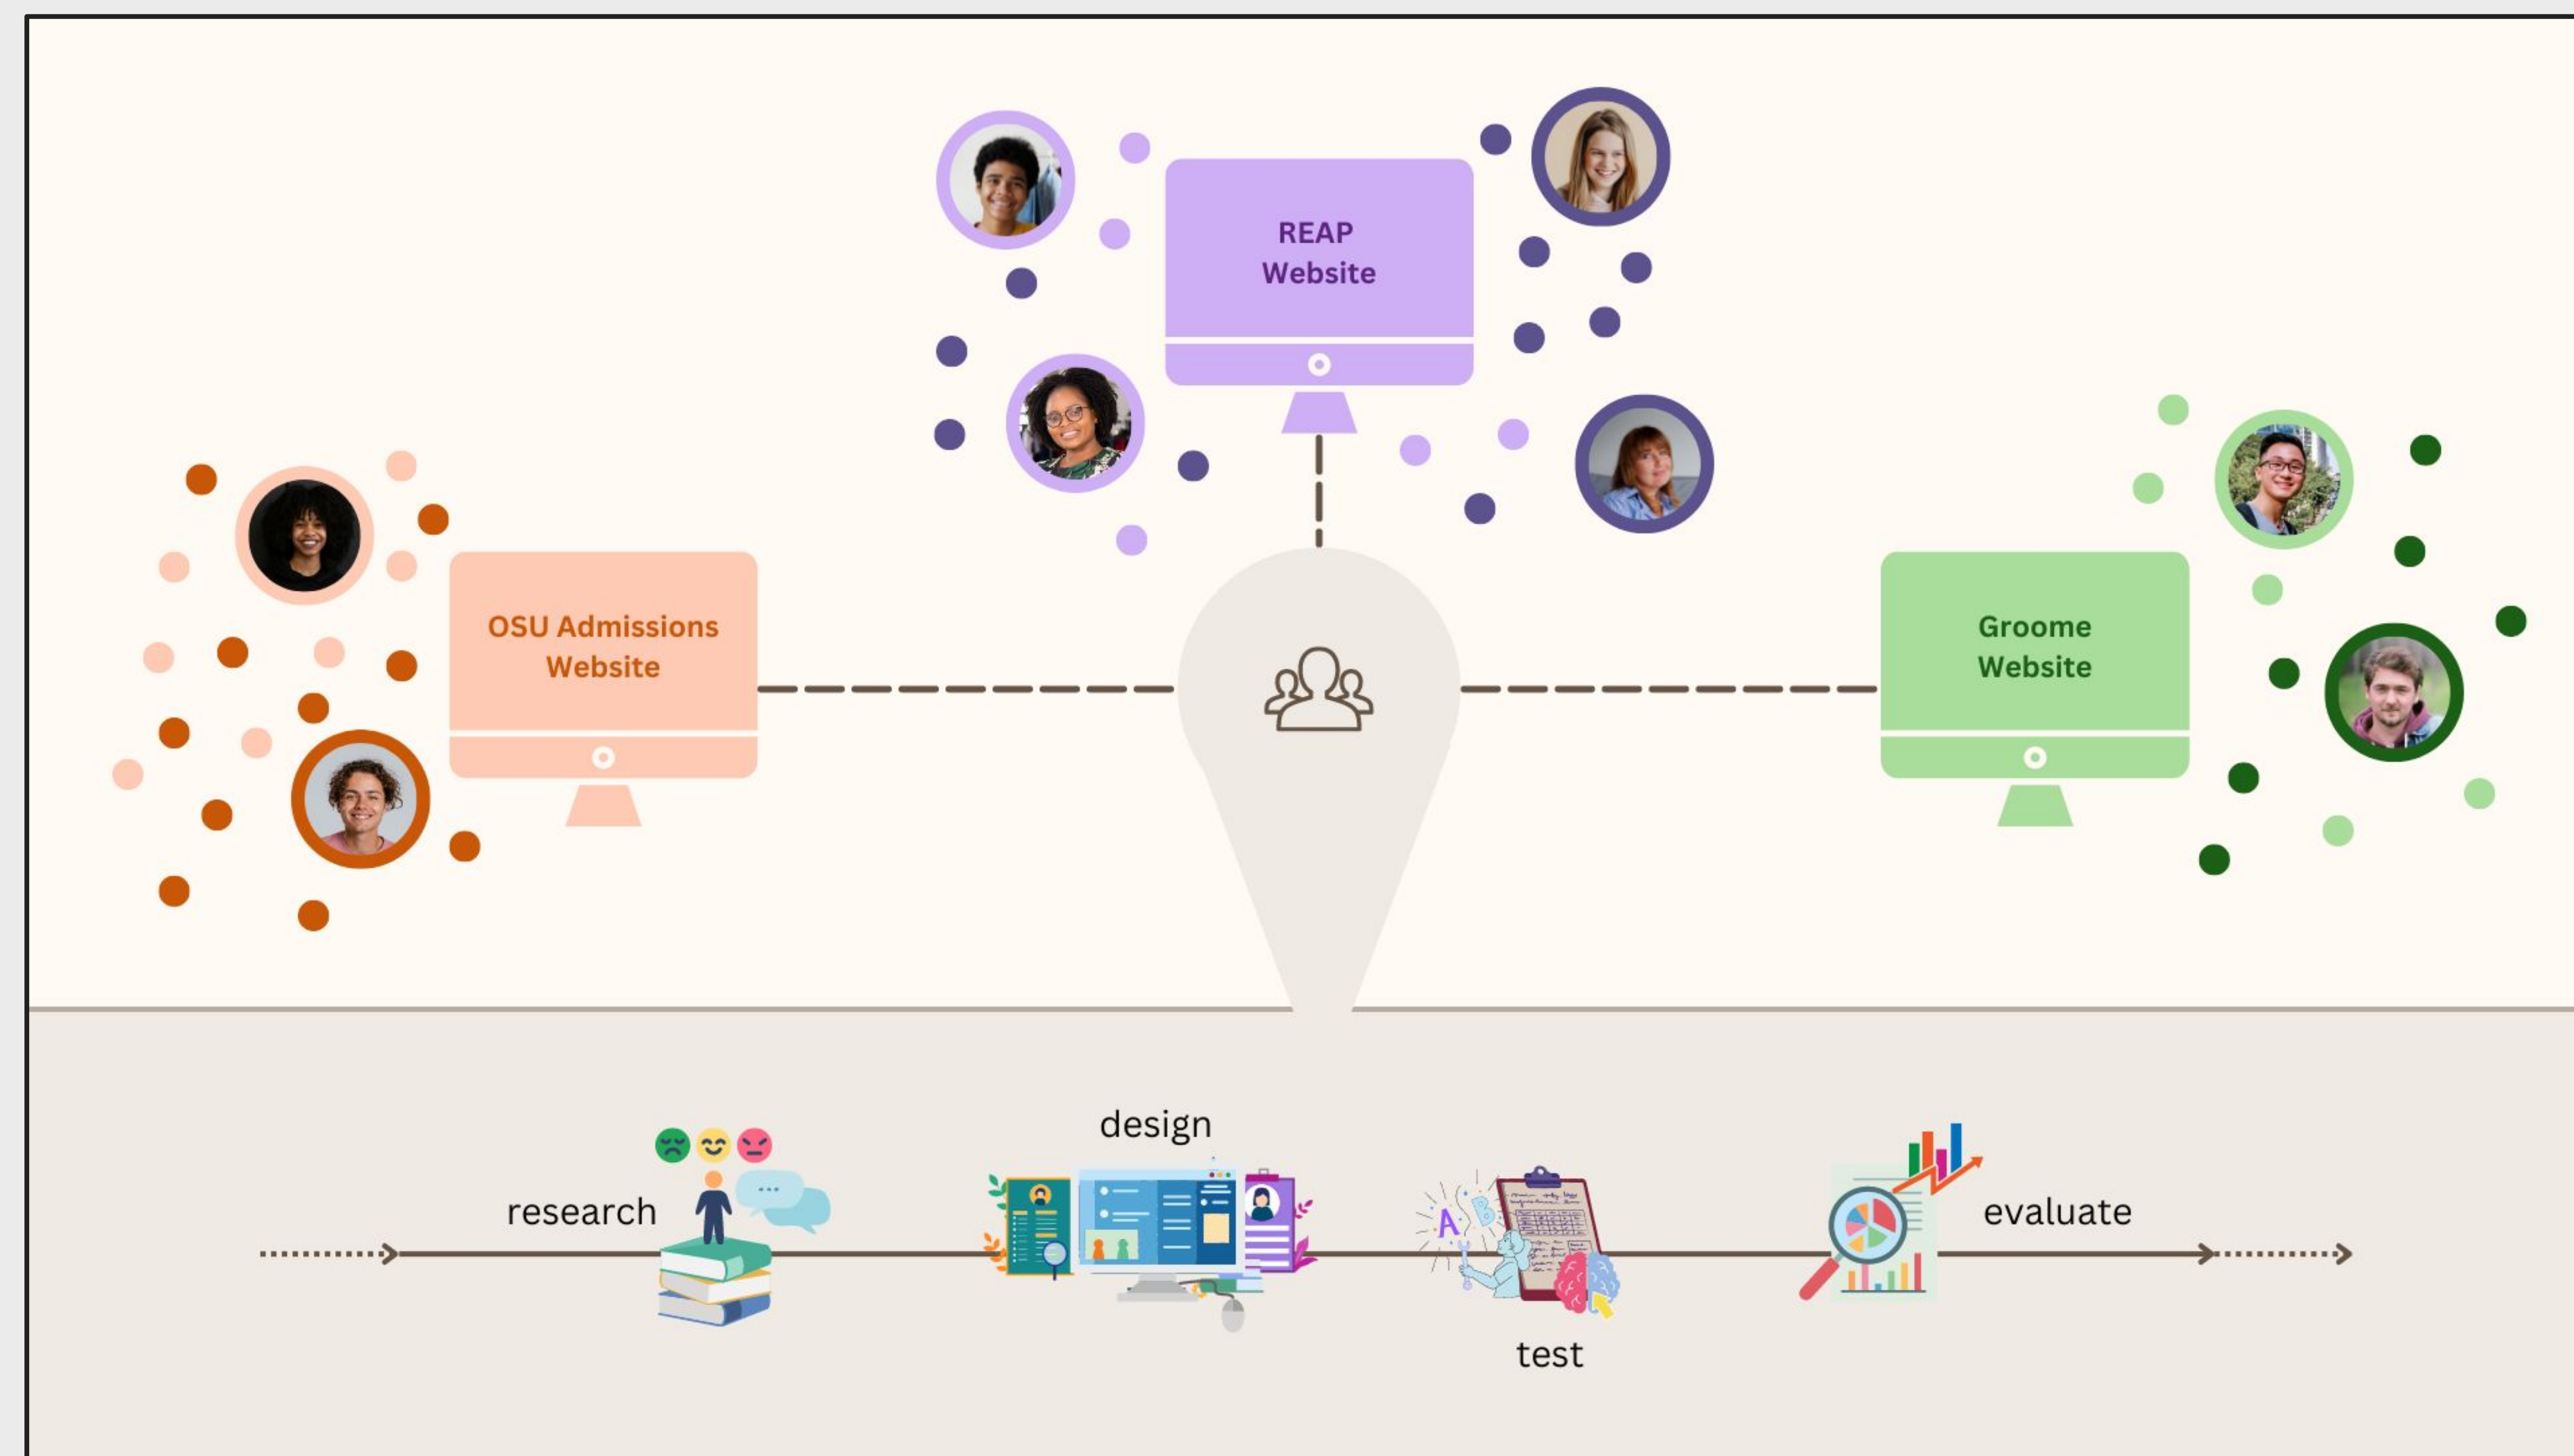 REAP
Website
OSU Admissions
Website
Groome
Website
design
research
A
B
evaluate
test